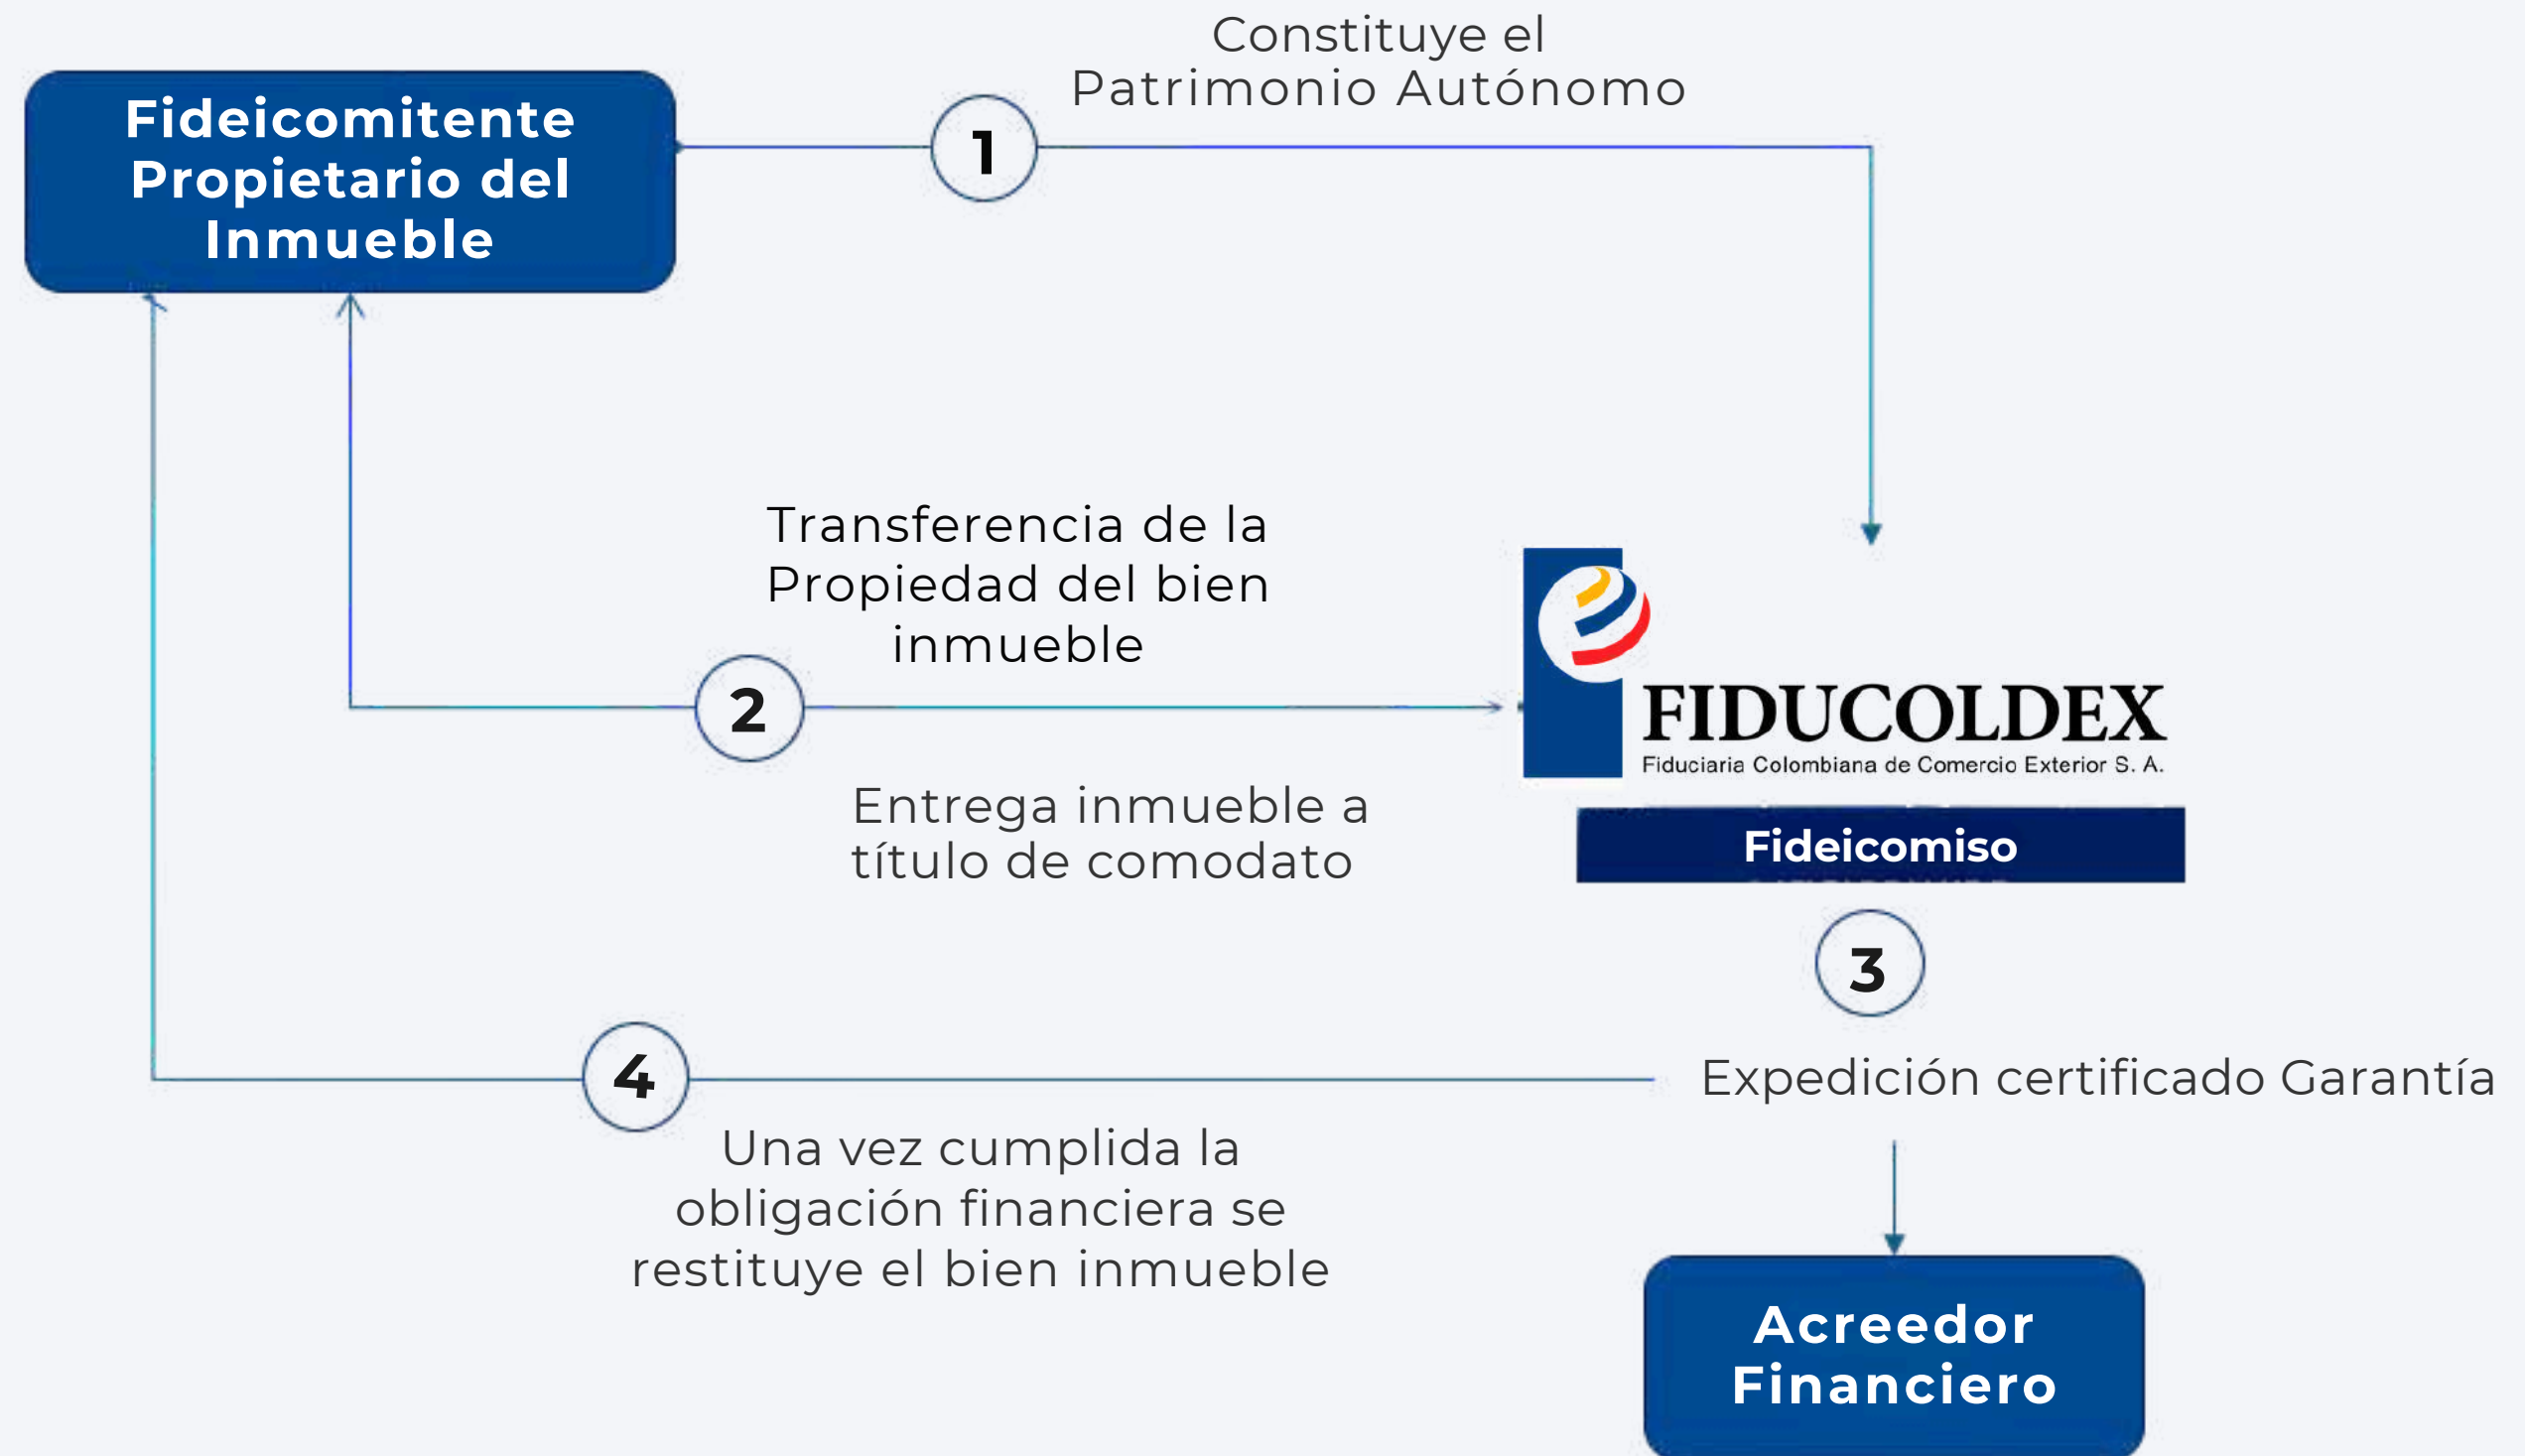 Constituye el
Patrimonio Autónomo
Fideicomitente
Propietario del
Inmueble
1
Transferencia de la
Propiedad del bien
inmueble
2
FIDUCOLDEX
Fiduciaria Colombiana de Comercio Exterior S. A.
Entrega inmueble a
título de comodato
Fideicomiso
3
4
Expedición certificado Garantía
Una vez cumplida la
obligación financiera se
restituye el bien inmueble
Acreedor
Financiero